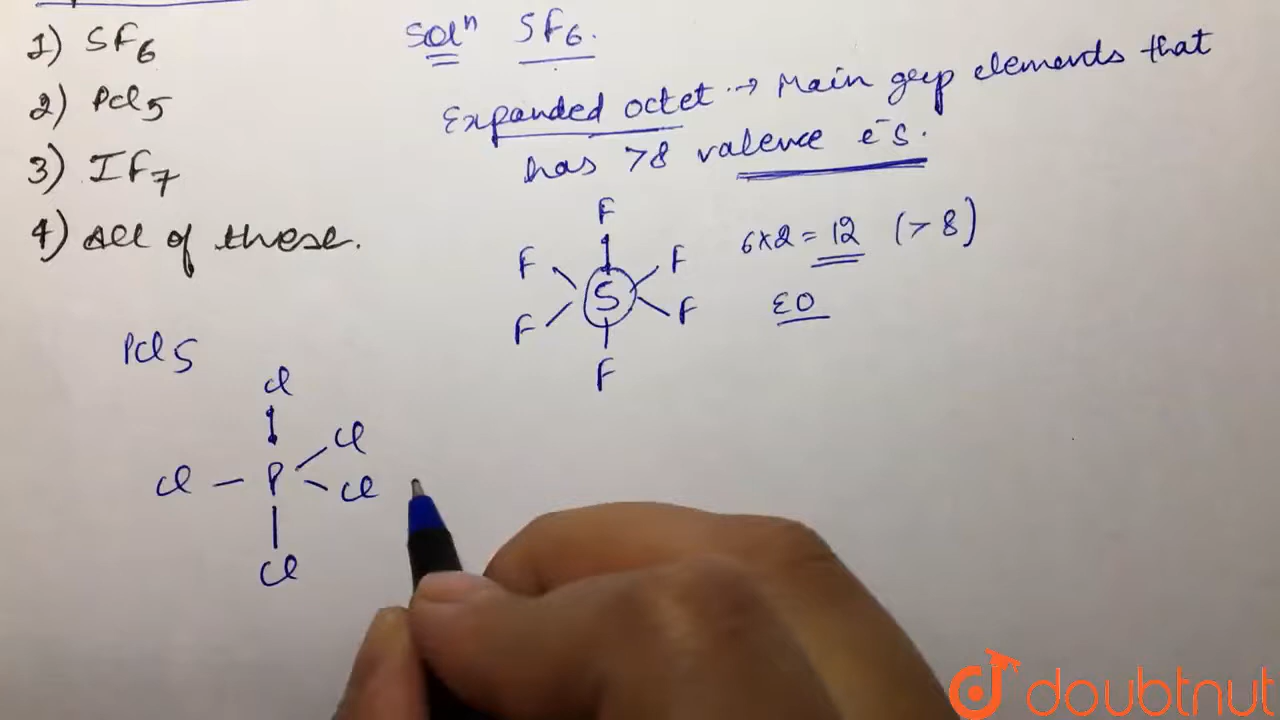 1) SF6
2) PCl5
3) IF7
4) All of these.
Solⁿ SF6.
Expanded octet → Main grp elements that
has >8 valence e⁻s.
F
F F
S
F F
F
6×2 = 12 (>8)
EO
PCl5
Cl
Cl
Cl – P
Cl
Cl
doubtnut